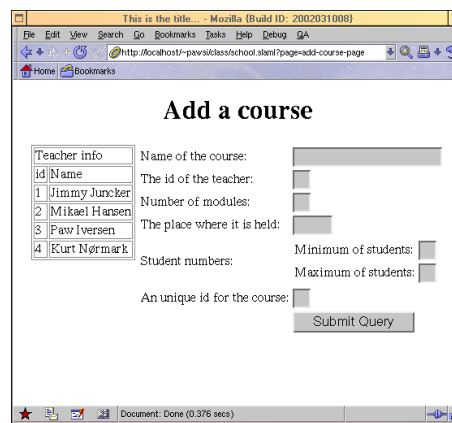 This is the title... - Mozilla {Build ID: 2002031008}
File Edit View Search Go Bookmarks Tasks Help Debug QA
http://localhost/~pawsi/class/school.slaml?page=add-course-page
Home Bookmarks
Add a course
Teacher info
id Name
1 Jimmy Juncker
2 Mikael Hansen
3 Paw Iversen
4 Kurt Nørmark
Name of the course:
The id of the teacher:
Number of modules:
The place where it is held:
Student numbers:
Minimum of students:
Maximum of students:
An unique id for the course:
Submit Query
Document: Done (0.376 secs)